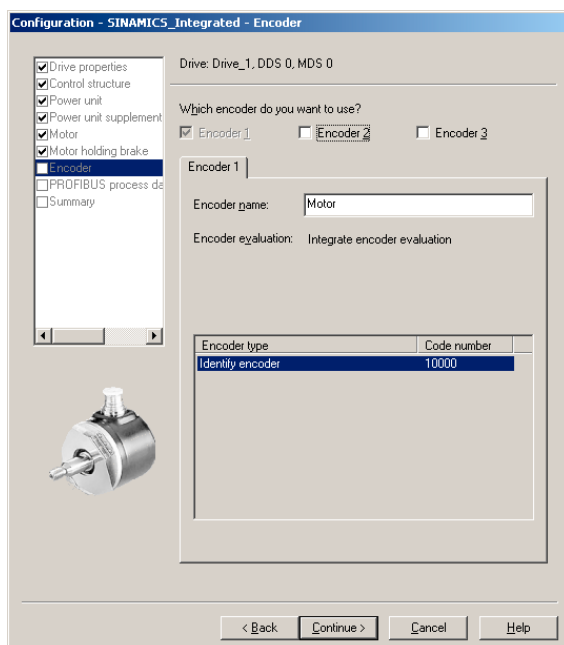 Configuration - SINAMICS_Integrated - Encoder
Drive properties
Control structure
Power unit
Power unit supplement
Motor
Motor holding brake
Encoder
PROFIBUS process da
Summary
Drive: Drive_1, DDS 0, MDS 0
Which encoder do you want to use?
Encoder 1 Encoder 2 Encoder 3
Encoder 1
Encoder name: Motor
Encoder evaluation: Integrate encoder evaluation
Encoder type Code number
Identify encoder 10000
< Back Continue > Cancel Help